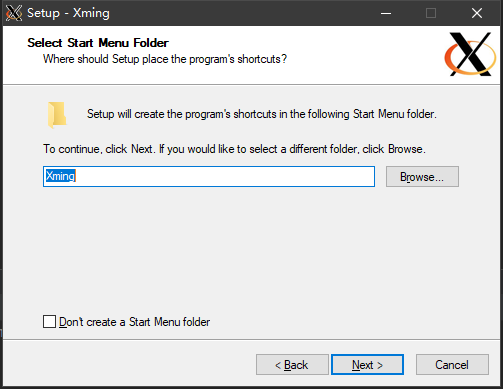 Setup - Xming
Select Start Menu Folder
Where should Setup place the program's shortcuts?
Setup will create the program's shortcuts in the following Start Menu folder.
To continue, click Next. If you would like to select a different folder, click Browse.
Xming
Browse...
Don't create a Start Menu folder
< Back
Next >
Cancel